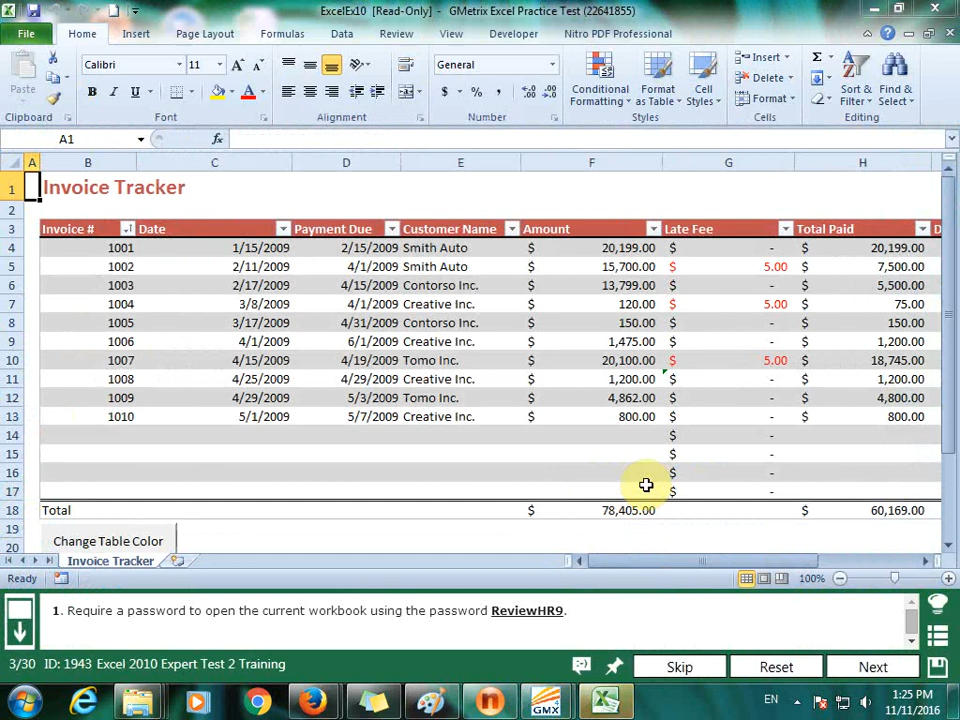 ExcelEx10 [Read-Only] - GMetrix Excel Practice Test (22641855)
File Home Insert Page Layout Formulas Data Review View Developer Nitro PDF Professional
Paste Calibri 11 General Conditional Formatting Format as Table Cell Styles Insert Delete Format Sort & Filter Find & Select
Clipboard Font Alignment Number Styles Cells Editing
A1 fx
A B C D E F G H
1 Invoice Tracker
2
3 Invoice # Date Payment Due Customer Name Amount Late Fee Total Paid D
4 1001 1/15/2009 2/15/2009 Smith Auto $ 20,199.00 $ - $ 20,199.00
5 1002 2/11/2009 4/1/2009 Smith Auto $ 15,700.00 $ 5.00 $ 7,500.00
6 1003 2/17/2009 4/15/2009 Contorso Inc. $ 13,799.00 $ - $ 5,500.00
7 1004 3/8/2009 4/1/2009 Creative Inc. $ 120.00 $ 5.00 $ 75.00
8 1005 3/17/2009 4/31/2009 Contorso Inc. $ 150.00 $ - $ 150.00
9 1006 4/1/2009 6/1/2009 Creative Inc. $ 1,475.00 $ - $ 1,200.00
10 1007 4/15/2009 4/19/2009 Tomo Inc. $ 20,100.00 $ 5.00 $ 18,745.00
11 1008 4/25/2009 4/29/2009 Creative Inc. $ 1,200.00 $ - $ 1,200.00
12 1009 4/29/2009 5/3/2009 Tomo Inc. $ 4,862.00 $ - $ 4,800.00
13 1010 5/1/2009 5/7/2009 Creative Inc. $ 800.00 $ - $ 800.00
14 $ -
15 $ -
16 $ -
17 $ -
18 Total $ 78,405.00 $ 60,169.00
19
20 Change Table Color
Invoice Tracker
Ready 100%
1. Require a password to open the current workbook using the password ReviewHR9.
3/30 ID: 1943 Excel 2010 Expert Test 2 Training Skip Reset Next
GMX EN 1:25 PM
11/11/2016